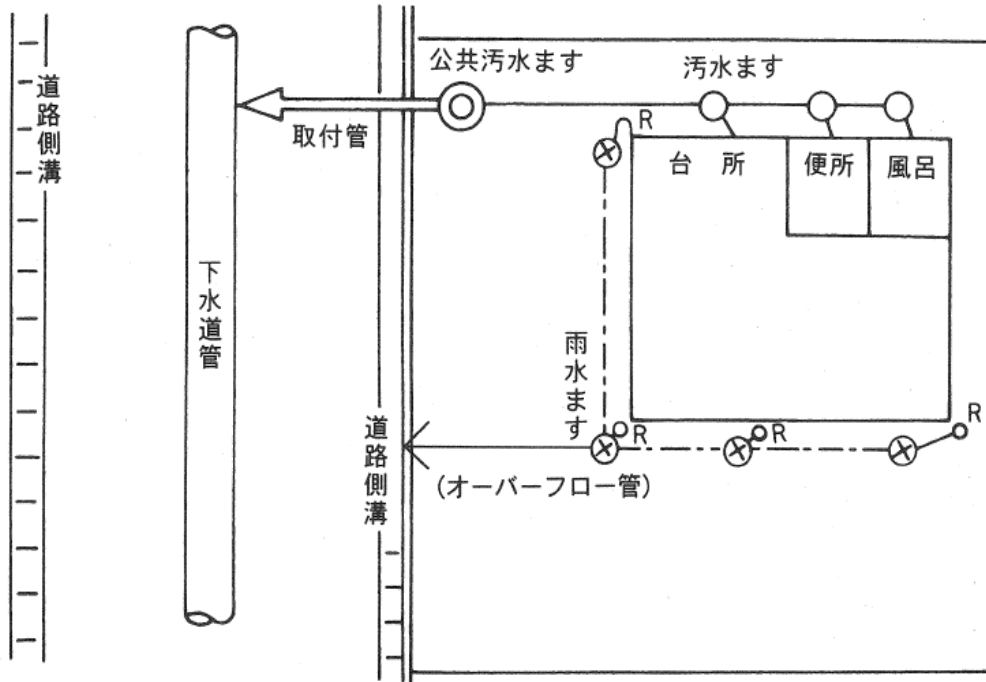 公共汚水ます
汚水ます
道路側溝
取付管
R
台所
便所
風呂
下水道管
雨水ます
R
R
R
道路側溝
(オーバーフロー管)